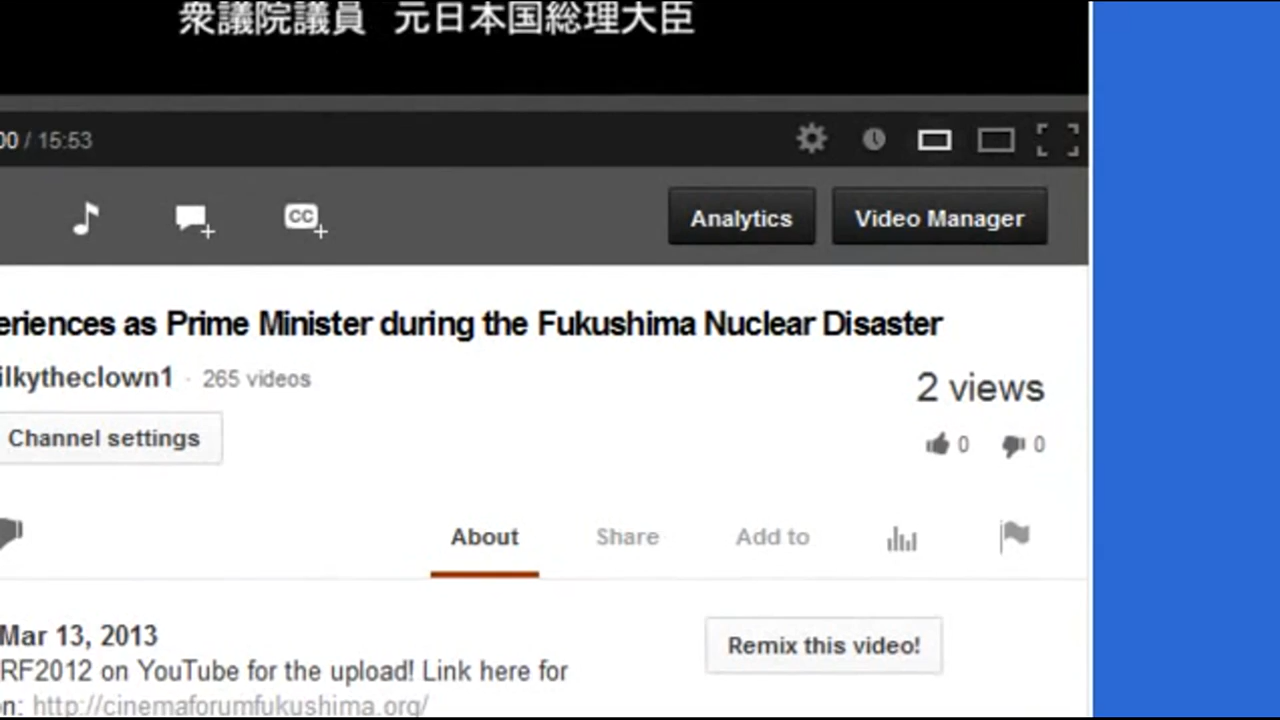 衆議院議員 元日本国総理大臣
00 / 15:53
CC
Analytics
Video Manager
eriences as Prime Minister during the Fukushima Nuclear Disaster
ilkytheclown1 · 265 videos
2 views
Channel settings
0 0
About Share Add to
Mar 13, 2013
Remix this video!
RF2012 on YouTube for the upload! Link here for
n: http://cinemaforumfukushima.org/